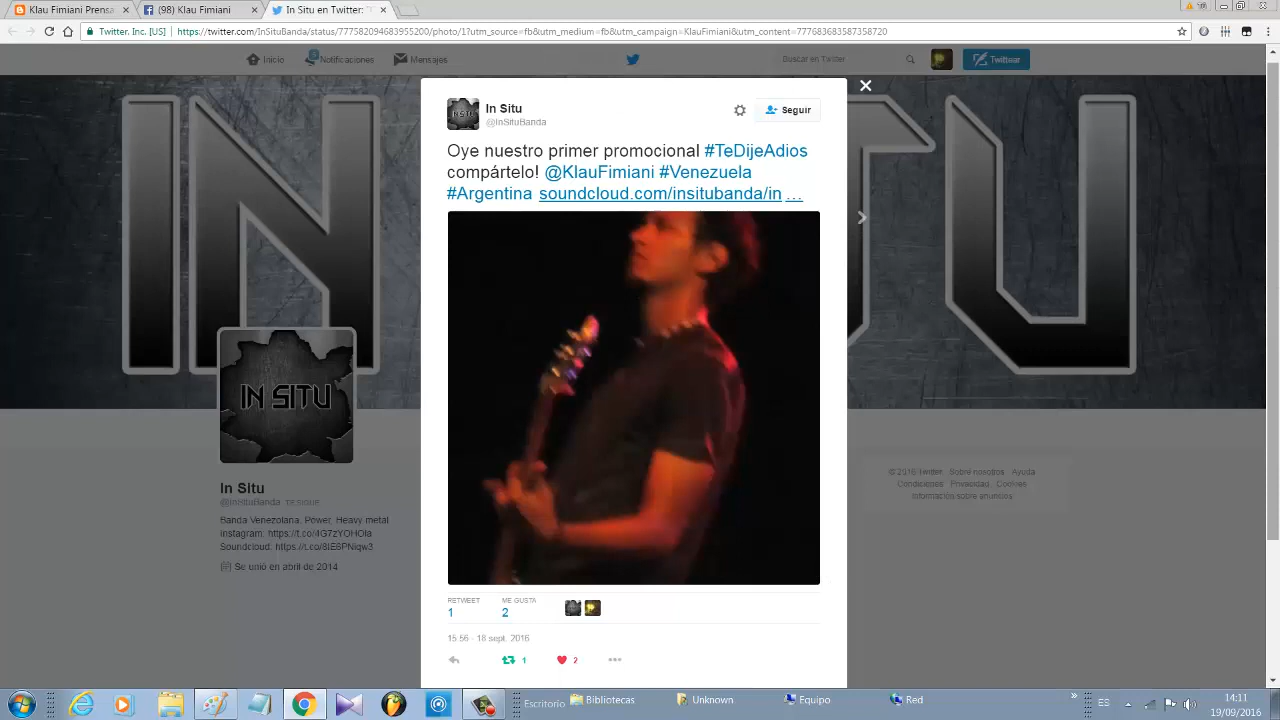 Klau Fimiani Prensa
(98) Klau Fimiani
In Situ en Twitter: "
Twitter, Inc. [US]
https://twitter.com/InSituBanda/status/777582094683955200/photo/1?utm_source=fb&utm_medium=fb&utm_campaign=KlauFimiani&utm_content=777683683587358720
Inicio
Notificaciones
Mensajes
Buscar en Twitter
Twittear
In Situ
@InSituBanda
Seguir
Oye nuestro primer promocional #TeDijeAdios
compártelo! @KlauFimiani #Venezuela
#Argentina soundcloud.com/insitubanda/in …
IN SITU
In Situ
@InSituBanda TE SIGUE
Banda Venezolana. Power, Heavy metal
Instagram:
Soundcloud:
Se unió en abril de 2014
© 2016 Twitter Sobre nosotros Ayuda
Condiciones Privacidad Cookies
Información sobre anuncios
RETWEET
1
ME GUSTA
2
15:56 - 18 sept. 2016
1
2
Escritorio
Bibliotecas
Unknown
Equipo
Red
ES
14:11
19/09/2016